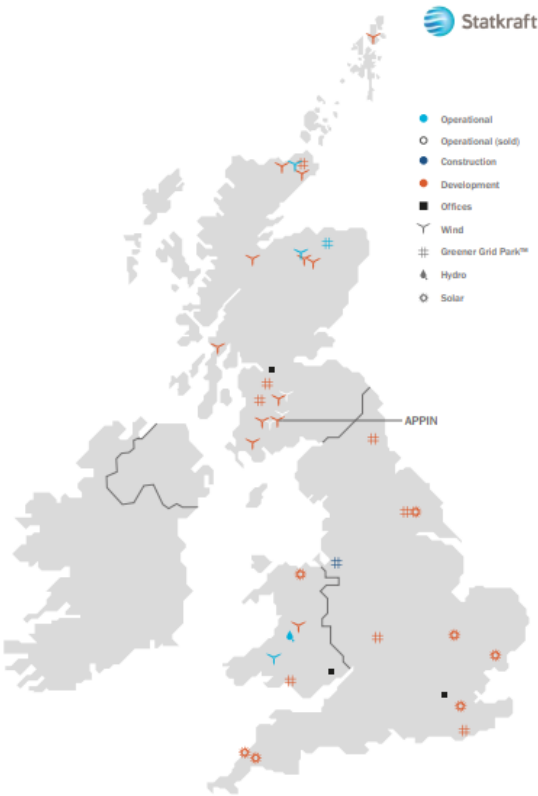 Statkraft
Operational
Operational (sold)
Construction
Development
Offices
Wind
Greener Grid Park™
Hydro
Solar
APPIN